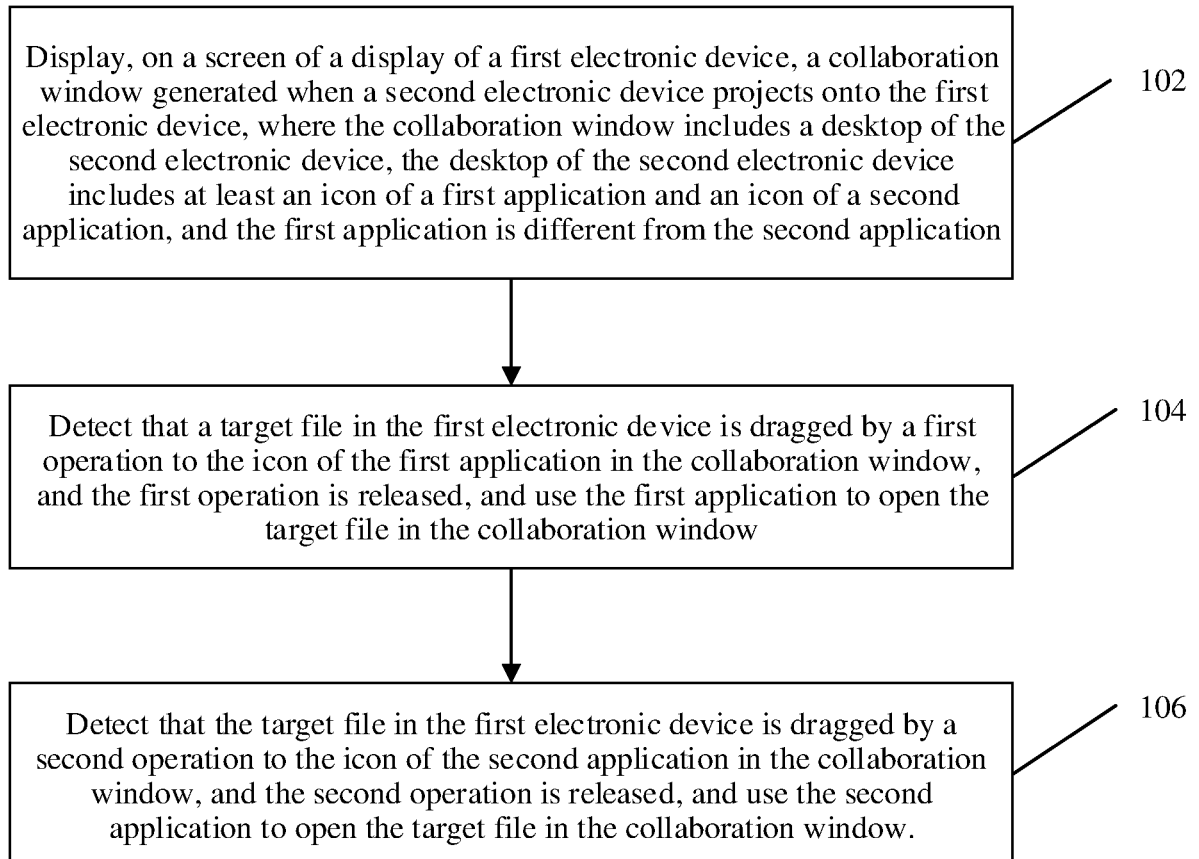 Display, on a screen of a display of a first electronic device, a collaboration
window generated when a second electronic device projects onto the first
electronic device, where the collaboration window includes a desktop of the
second electronic device, the desktop of the second electronic device
includes at least an icon of a first application and an icon of a second
application, and the first application is different from the second application
102
Detect that a target file in the first electronic device is dragged by a first
operation to the icon of the first application in the collaboration window,
and the first operation is released, and use the first application to open the
target file in the collaboration window
104
Detect that the target file in the first electronic device is dragged by a
second operation to the icon of the second application in the collaboration
window, and the second operation is released, and use the second
application to open the target file in the collaboration window.
106